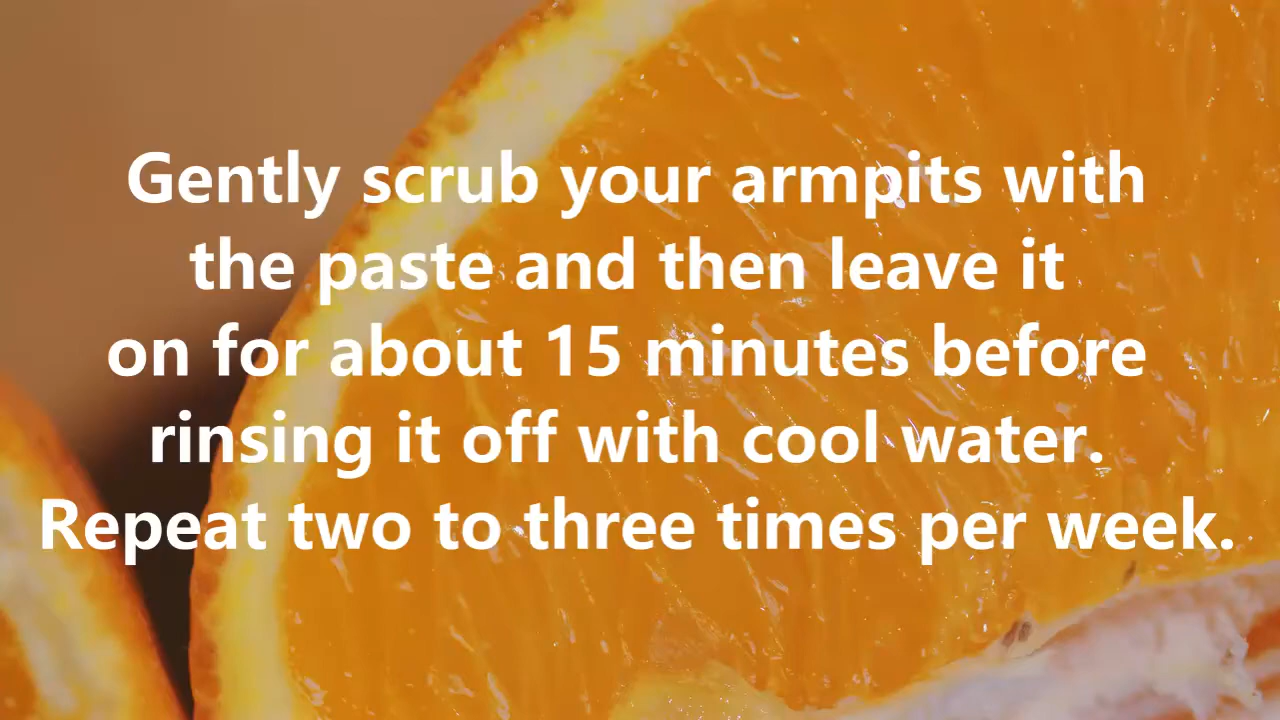 Gently scrub your armpits with
the paste and then leave it
on for about 15 minutes before
rinsing it off with cool water.
Repeat two to three times per week.